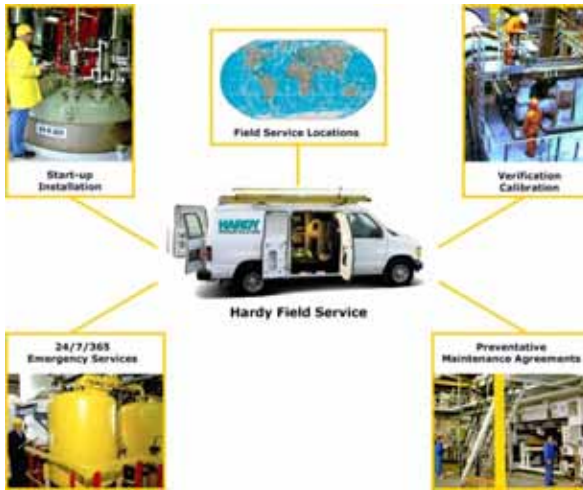 Field Service Locations
Start-up
Installation
Verification
Calibration
HARDY
Hardy Field Service
24/7/365
Emergency Services
Preventative
Maintenance Agreements